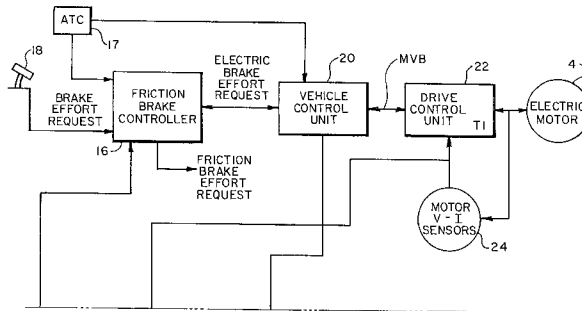 ATC
17
18
BRAKE
EFFORT
REQUEST
FRICTION
BRAKE
CONTROLLER
16
ELECTRIC
BRAKE
EFFORT
REQUEST
FRICTION
BRAKE
EFFORT
REQUEST
20
VEHICLE
CONTROL
UNIT
MVB
22
DRIVE
CONTROL
UNIT
T1
4
ELECTRIC
MOTOR
MOTOR
V-I
SENSORS
24